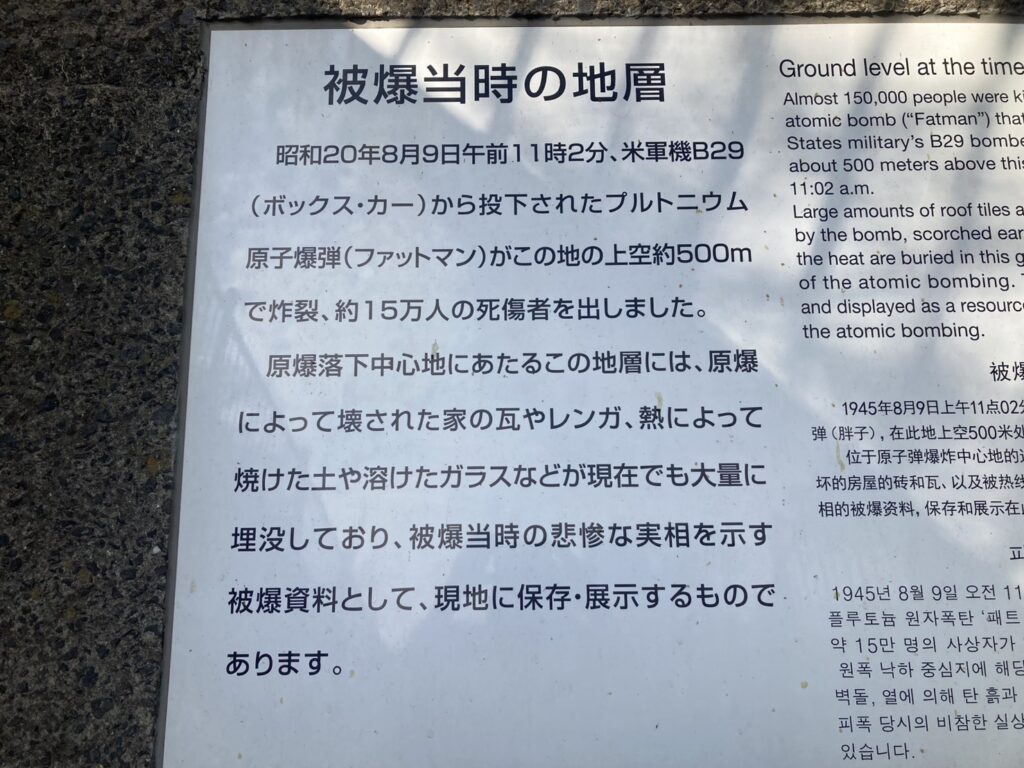 被爆当時の地層
昭和20年8月9日午前11時2分、米軍機B29
（ボックス・カー）から投下されたプルトニウム
原子爆弾（ファットマン）がこの地の上空約500m
で炸裂、約15万人の死傷者を出しました。
原爆落下中心地にあたるこの地層には、原爆
によって壊された家の瓦やレンガ、熱によって
焼けた土や溶けたガラスなどが現在でも大量に
埋没しており、被爆当時の悲惨な実相を示す
被爆資料として、現地に保存・展示するもので
あります。
Ground level at the time
Almost 150,000 people were
atomic bomb (“Fatman”) that
States military’s B29
about 500 meters above
11:02 a.m.
Large amounts of roof tiles
by the bomb, scorched
the heat are buried in this
of the atomic bombing.
and displayed as a
the atomic bombing.
被
1945年8月9日上午11点02分
弹（胖子），在此地上空500米处
位于原子弹爆炸中心地的
坏的房屋的砖和瓦、以及被热线
相的被爆资料，保存和展示在
1945년 8월 9일 오전 11
플루토늄 원자폭탄 ‘패트
약 15만 명의 사상자가
원폭 낙하 중심지에 해당
벽돌, 열에 의해 탄 흙과
피폭 당시의 비참한 실상
있습니다.